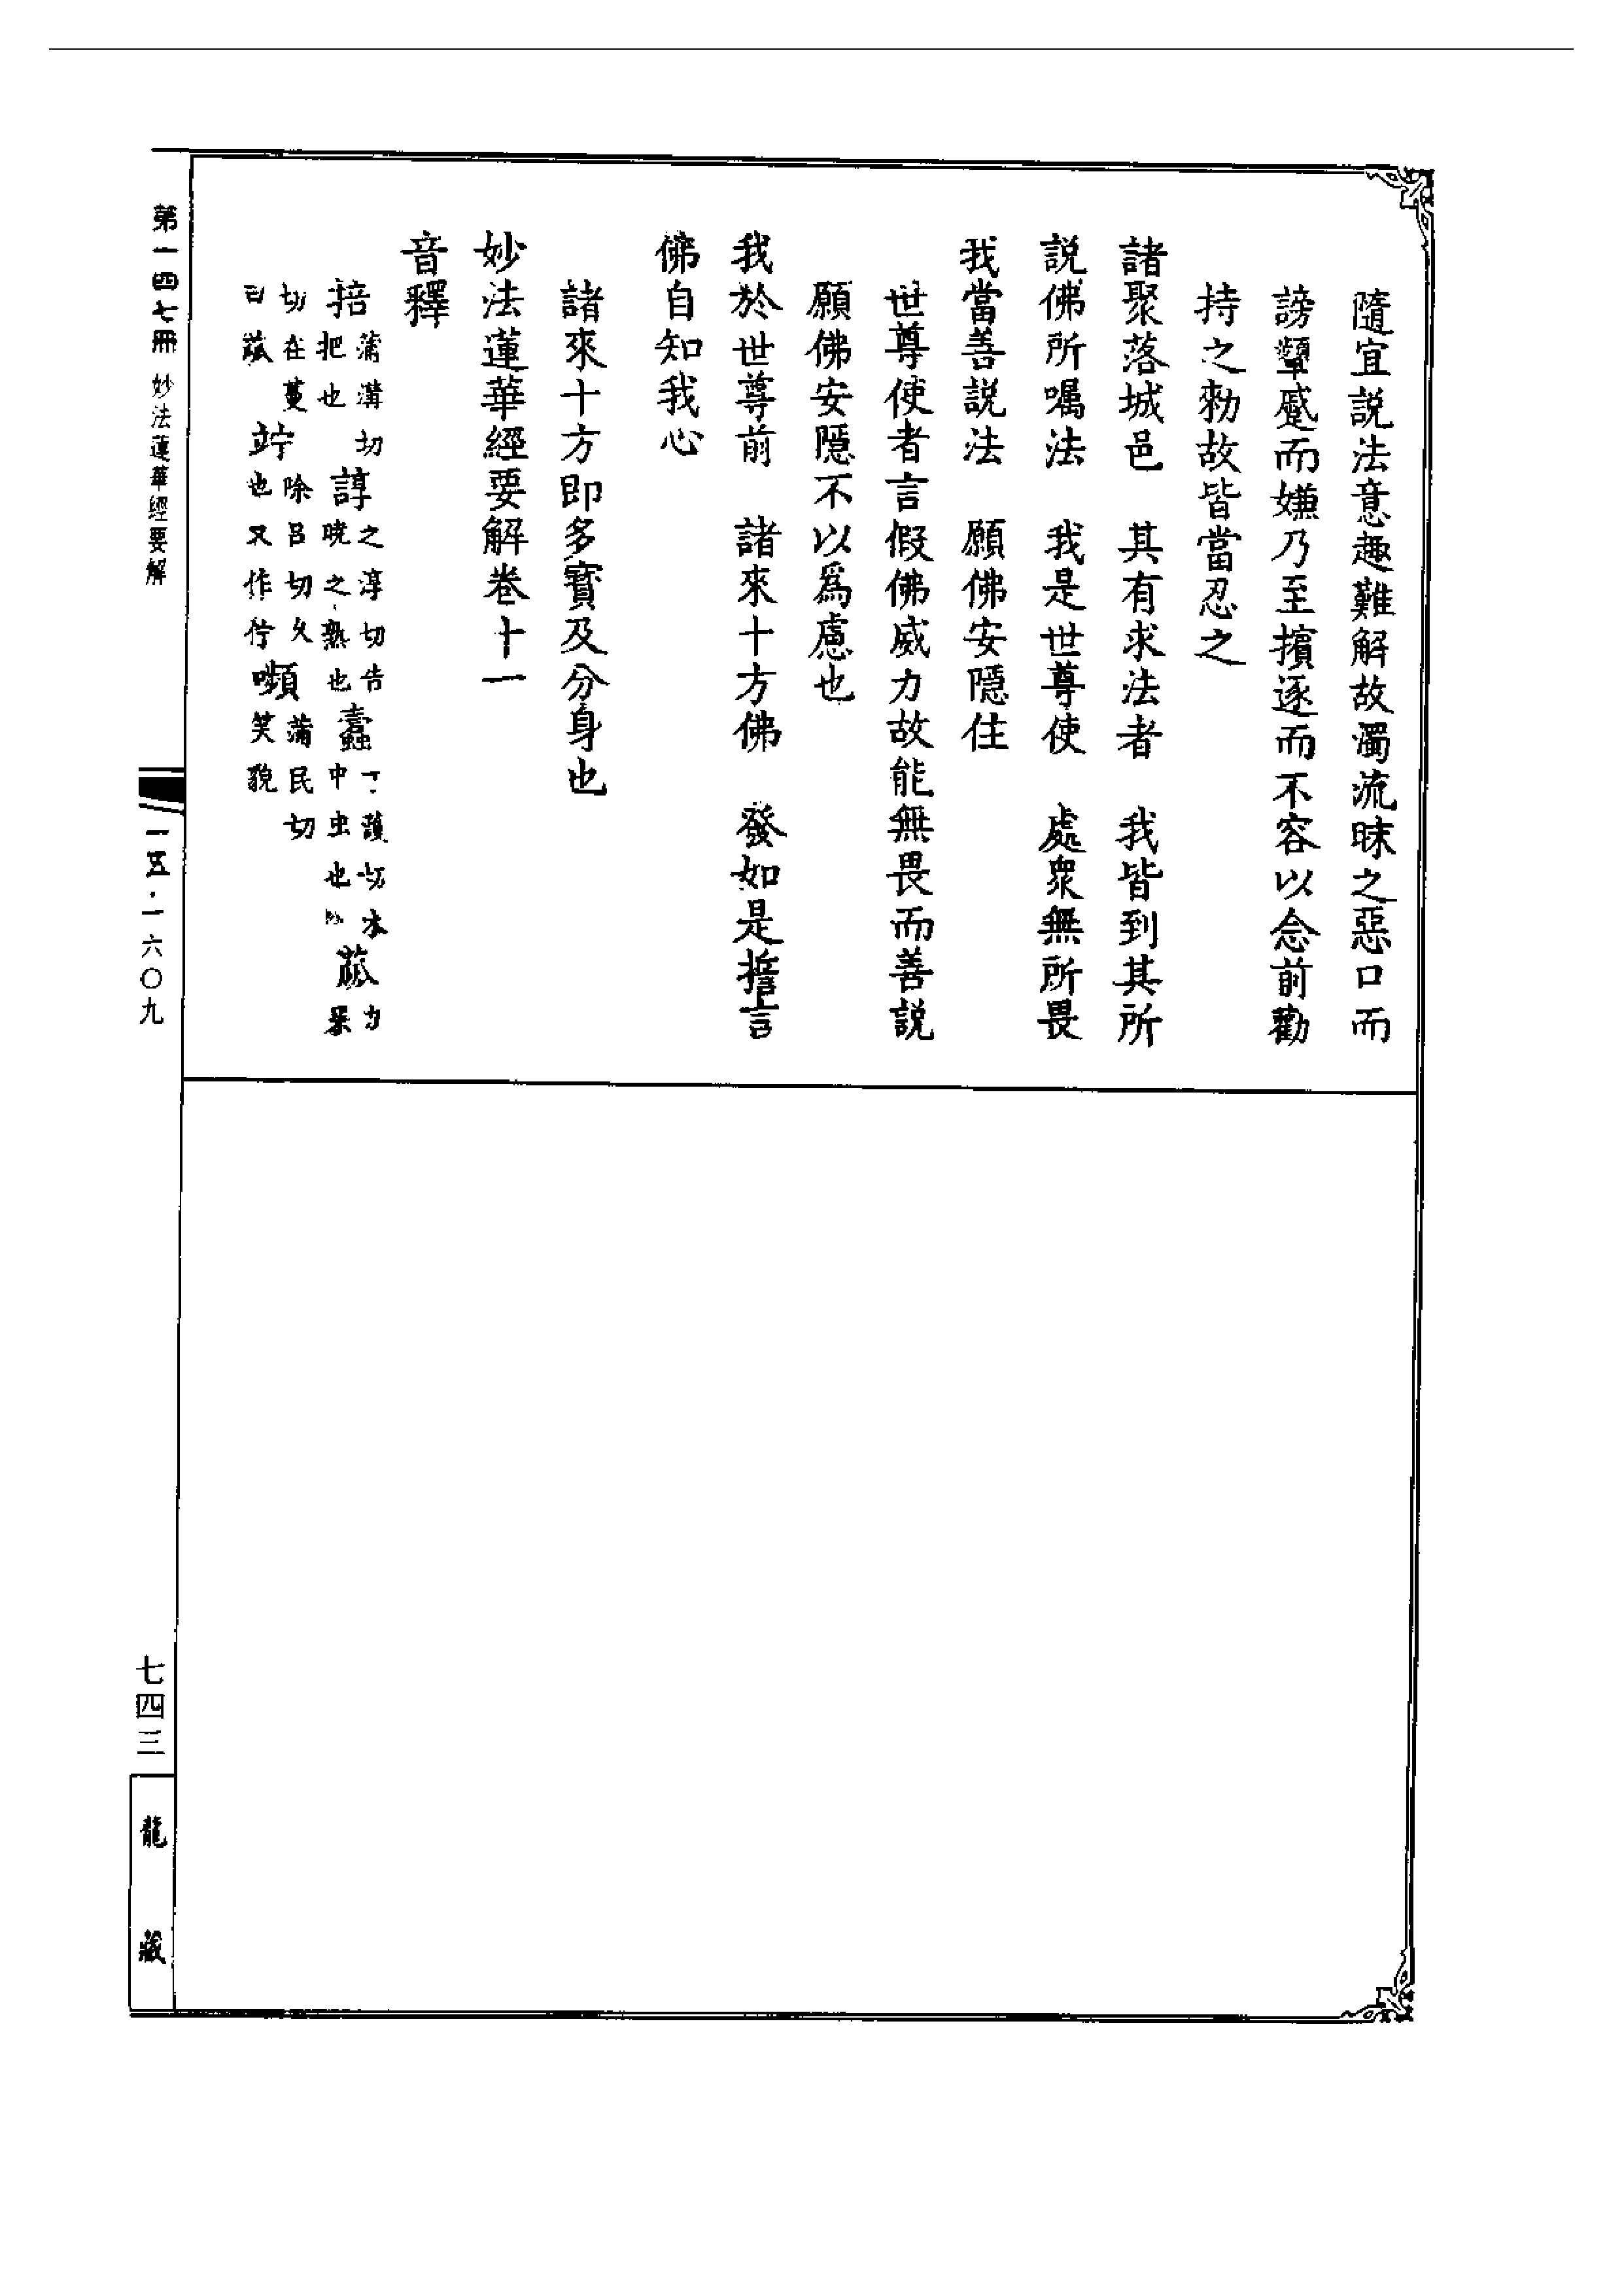 隨宜説法意趣難解故濁流昧之惡口而
謗顰蹙而嫌乃至擯逐而不容以念前勸
持之勑故皆當忍之
諸聚落城邑　其有求法者　我皆到其所
説佛所囑法　我是世尊使　處衆無所畏
我當善説法　願佛安隱住
世尊使者言假佛威力故能無畏而善説
願佛安隱不以爲慮也
我於世尊前　諸來十方佛　發如是誓言
佛自知我心
諸來十方即多寳及分身也
妙法蓮華經要解卷十一
音釋
掊蒲溝切把也 諄之淳切告曉之熟也 蠹丁護切木中虫也 蓏力果
切在蔓曰蓏 竚除呂切久也又作佇 嚬蒲民切笑貌
第一四七冊 妙法蓮華經要解
一五·一六〇九
七四三
龍藏